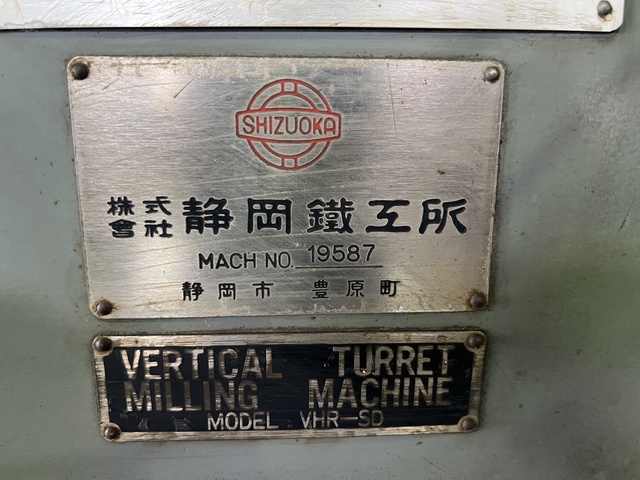 SHIZUOKA
株式會社 静岡鐵工所
MACH NO. 19587
静岡市 豊原町
VERTICAL TURRET
MILLING MACHINE
MODEL VHR-SD